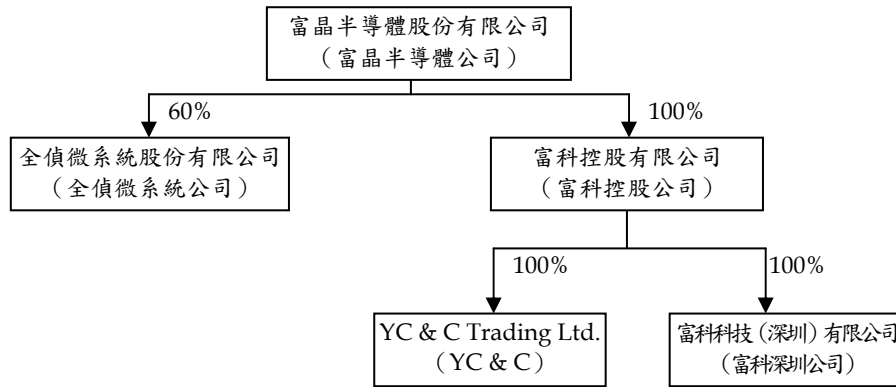 富晶半導體股份有限公司
（富晶半導體公司）
60%
100%
全偵微系統股份有限公司
（全偵微系統公司）
富科控股有限公司
（富科控股公司）
100%
100%
YC & C Trading Ltd.
（YC & C）
富科科技（深圳）有限公司
（富科深圳公司）